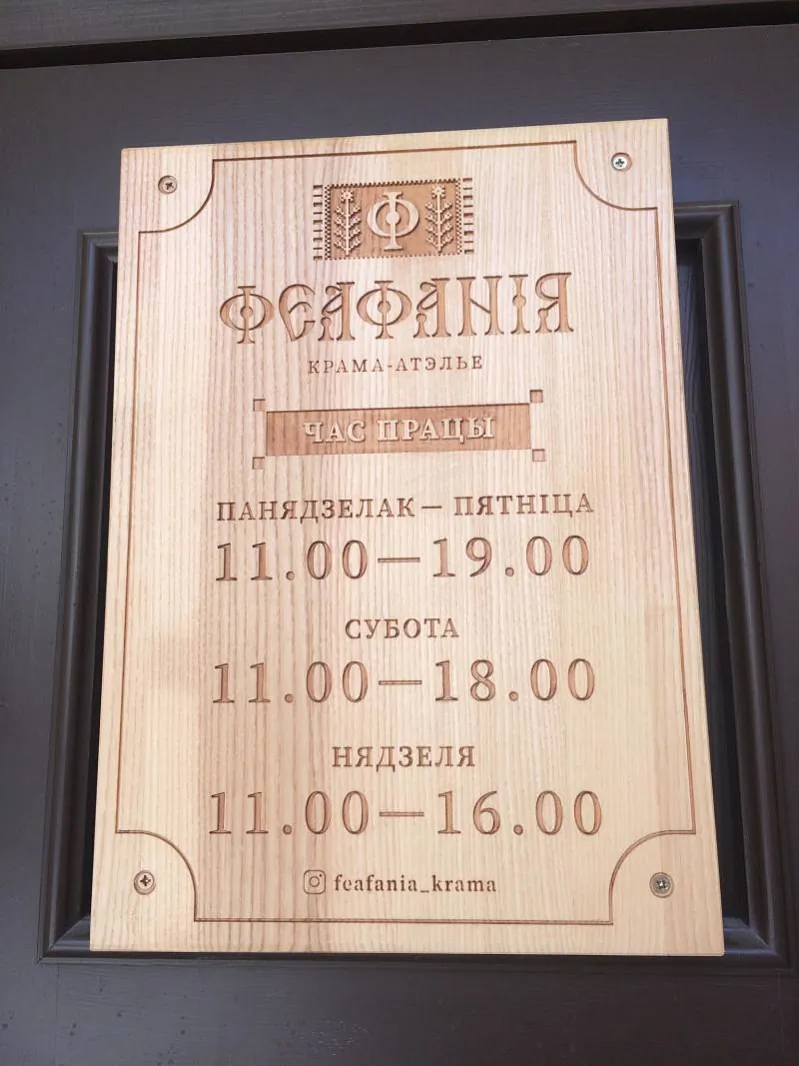 Ф
ФЕАФАНІЯ
КРАМА-АТЭЛЬЕ
ЧАС ПРАЦЫ
ПАНЯДЗЕЛАК — ПЯТНІЦА
11.00—19.00
СУБОТА
11.00—18.00
НЯДЗЕЛЯ
11.00—16.00
feafania_krama